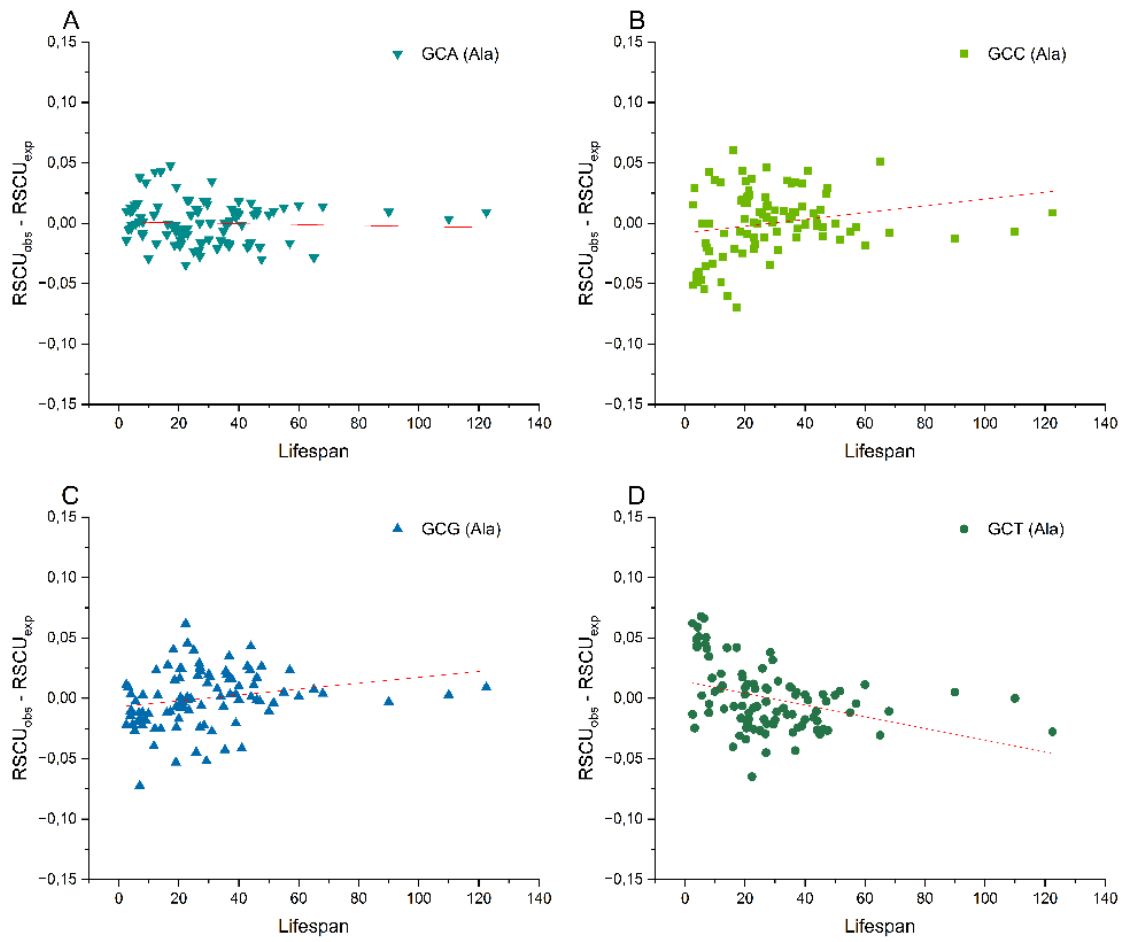 A
GCA (Ala)
0,15
0,10
0,05
0,00
−0,05
−0,10
−0,15
RSCUobs - RSCUexp
0 20 40 60 80 100 120 140
Lifespan
B
GCC (Ala)
0,15
0,10
0,05
0,00
−0,05
−0,10
−0,15
RSCUobs - RSCUexp
0 20 40 60 80 100 120 140
Lifespan
C
GCG (Ala)
0,15
0,10
0,05
0,00
−0,05
−0,10
−0,15
RSCUobs - RSCUexp
0 20 40 60 80 100 120 140
Lifespan
D
GCT (Ala)
0,15
0,10
0,05
0,00
−0,05
−0,10
−0,15
RSCUobs - RSCUexp
0 20 40 60 80 100 120 140
Lifespan